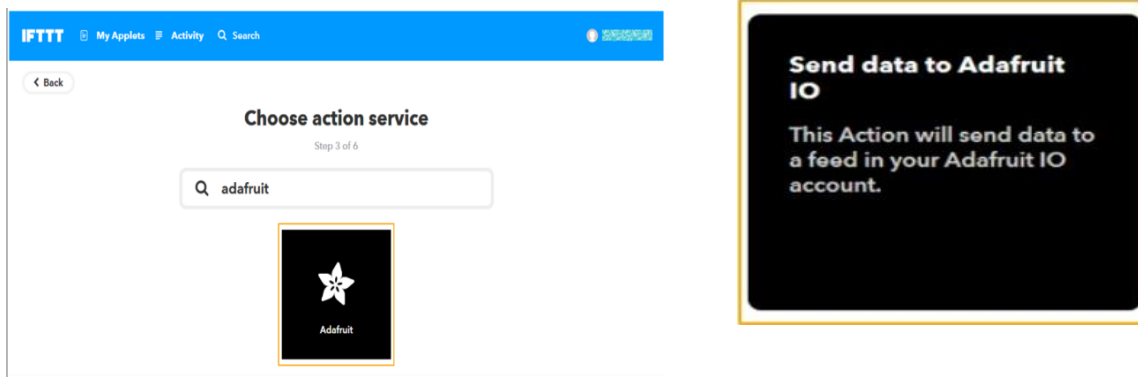 IFTTT My Applets Activity Search
Back
Choose action service
Step 3 of 6
adafruit
Adafruit
Send data to Adafruit
IO
This Action will send data to
a feed in your Adafruit IO
account.